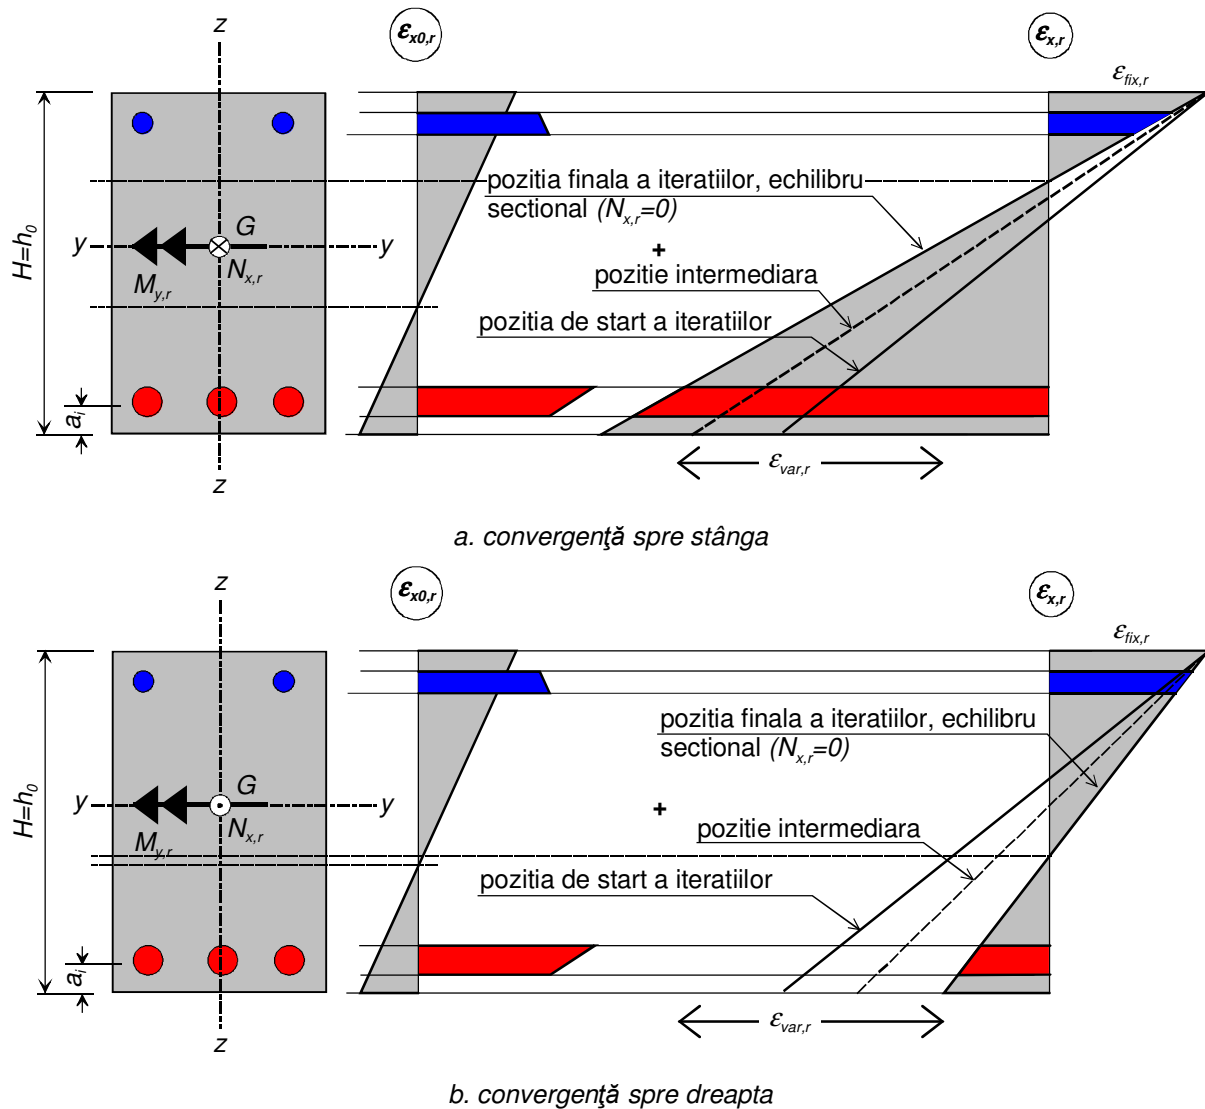 z
εx0,r
εx,r
εfix,r
pozitia finala a iteratiilor, echilibru
sectional (Nx,r=0)
H=h0
y
G
y
+
My,r
Nx,r
pozitie intermediara
pozitia de start a iteratiilor
ai
εvar,r
z
a. convergenţă spre stânga
z
εx0,r
εx,r
εfix,r
pozitia finala a iteratiilor, echilibru
sectional (Nx,r=0)
H=h0
y
G
y
+
My,r
Nx,r
pozitie intermediara
pozitia de start a iteratiilor
ai
εvar,r
z
b. convergenţă spre dreapta